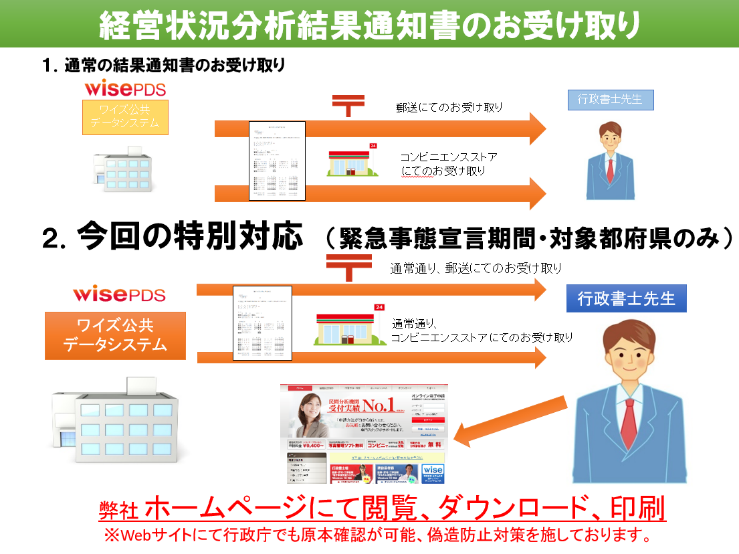 経営状況分析結果通知書のお受け取り
1. 通常の結果通知書のお受け取り
wisePDS
ワイズ公共
データシステム
郵送にてのお受け取り
行政書士先生
24
コンビニエンスストア
にてのお受け取り
2. 今回の特別対応 (緊急事態宣言期間・対象都府県のみ)
通常通り、郵送にてのお受け取り
wisePDS
ワイズ公共
データシステム
24
通常通り、
コンビニエンスストアにてのお受け取り
行政書士先生
民間分析機関
受付実績 No.1
無料
wise
弊社 ホームページにて閲覧、ダウンロード、印刷
※Webサイトにて行政庁でも原本確認が可能、偽造防止対策を施しております。